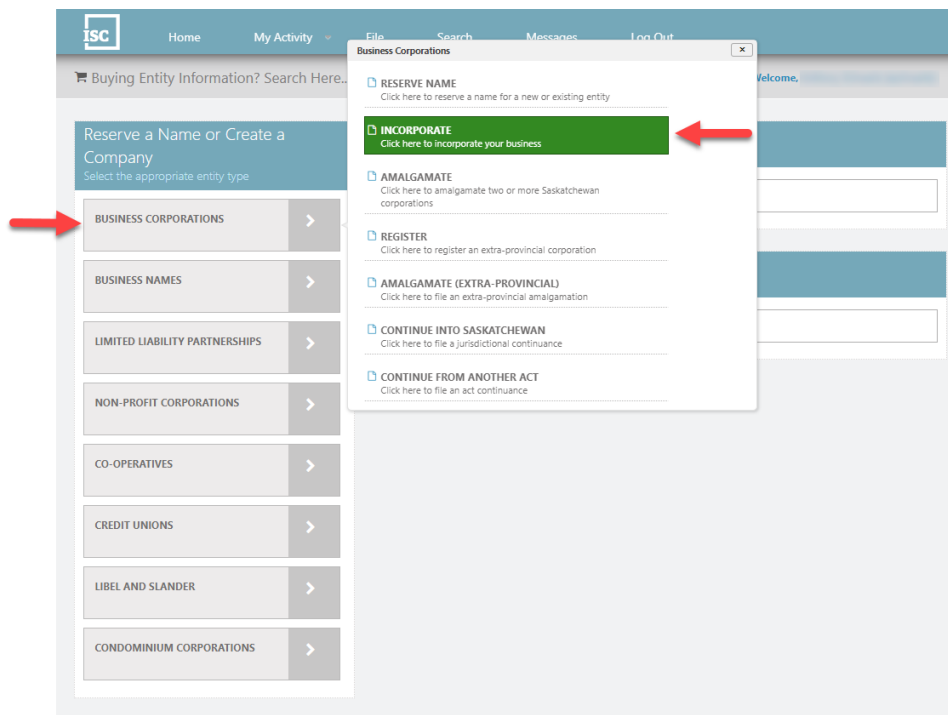 ISC
Home
My Activity
File
Search
Messages
Log Out
Buying Entity Information? Search Here..
Welcome,
Reserve a Name or Create a
Company
Select the appropriate entity type
BUSINESS CORPORATIONS
BUSINESS NAMES
LIMITED LIABILITY PARTNERSHIPS
NON-PROFIT CORPORATIONS
CO-OPERATIVES
CREDIT UNIONS
LIBEL AND SLANDER
CONDOMINIUM CORPORATIONS
Business Corporations
x
RESERVE NAME
Click here to reserve a name for a new or existing entity
INCORPORATE
Click here to incorporate your business
AMALGAMATE
Click here to amalgamate two or more Saskatchewan
corporations
REGISTER
Click here to register an extra-provincial corporation
AMALGAMATE (EXTRA-PROVINCIAL)
Click here to file an extra-provincial amalgamation
CONTINUE INTO SASKATCHEWAN
Click here to file a jurisdictional continuance
CONTINUE FROM ANOTHER ACT
Click here to file an act continuance